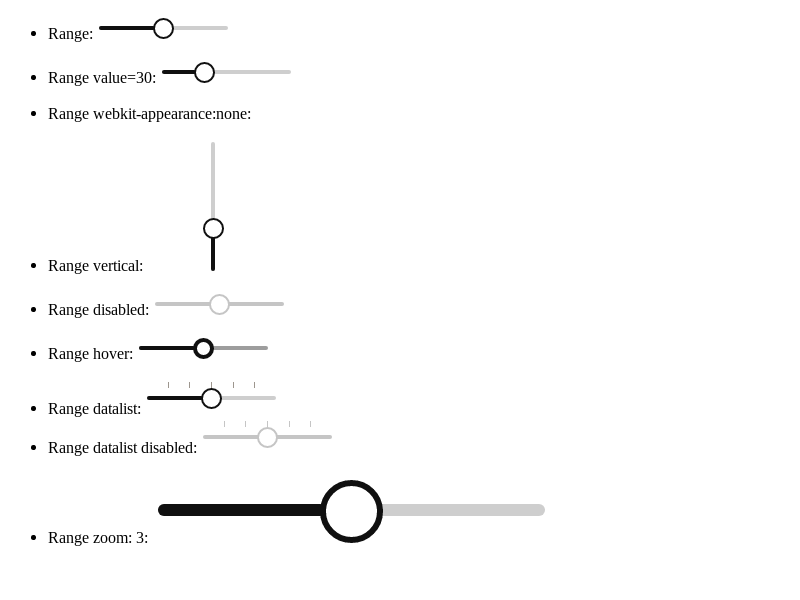 Range:
Range value=30:
Range webkit-appearance:none:
Range vertical:
Range disabled:
Range hover:
Range datalist:
Range datalist disabled:
Range zoom: 3: